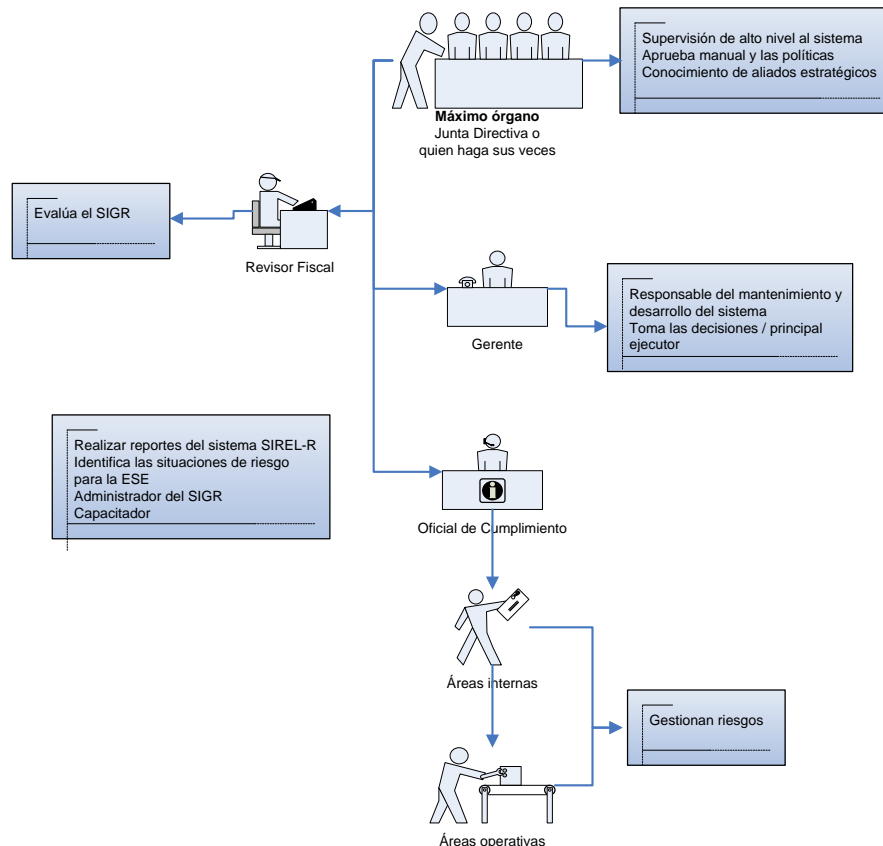 Supervisión de alto nivel al sistema
Aprueba manual y las políticas
Conocimiento de aliados estratégicos
Máximo órgano
Junta Directiva o
quien haga sus veces
Evalúa el SIGR
Revisor Fiscal
Responsable del mantenimiento y
desarrollo del sistema
Toma las decisiones / principal
ejecutor
Gerente
Realizar reportes del sistema SIREL-R
Identifica las situaciones de riesgo
para la ESE
Administrador del SIGR
Capacitador
Oficial de Cumplimiento
Áreas internas
Gestionan riesgos
Áreas operativas